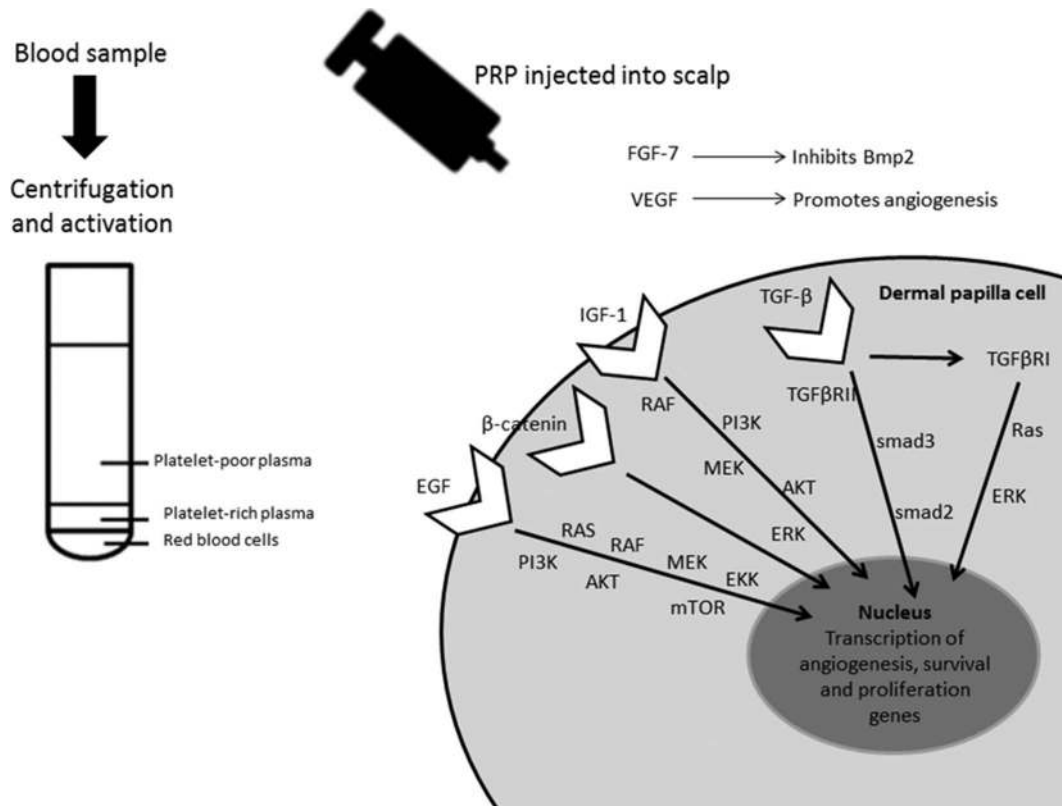 Blood sample
Centrifugation
and activation
Platelet-poor plasma
Platelet-rich plasma
Red blood cells
PRP injected into scalp
FGF-7
Inhibits Bmp2
VEGF
Promotes angiogenesis
Dermal papilla cell
TGF-β
IGF-1
TGFβRI
TGFβRII
RAF
PI3K
smad3
Ras
β-catenin
MEK
AKT
ERK
EGF
smad2
RAS
ERK
PI3K
RAF
MEK
EKK
AKT
mTOR
Nucleus
Transcription of
angiogenesis, survival
and proliferation
genes